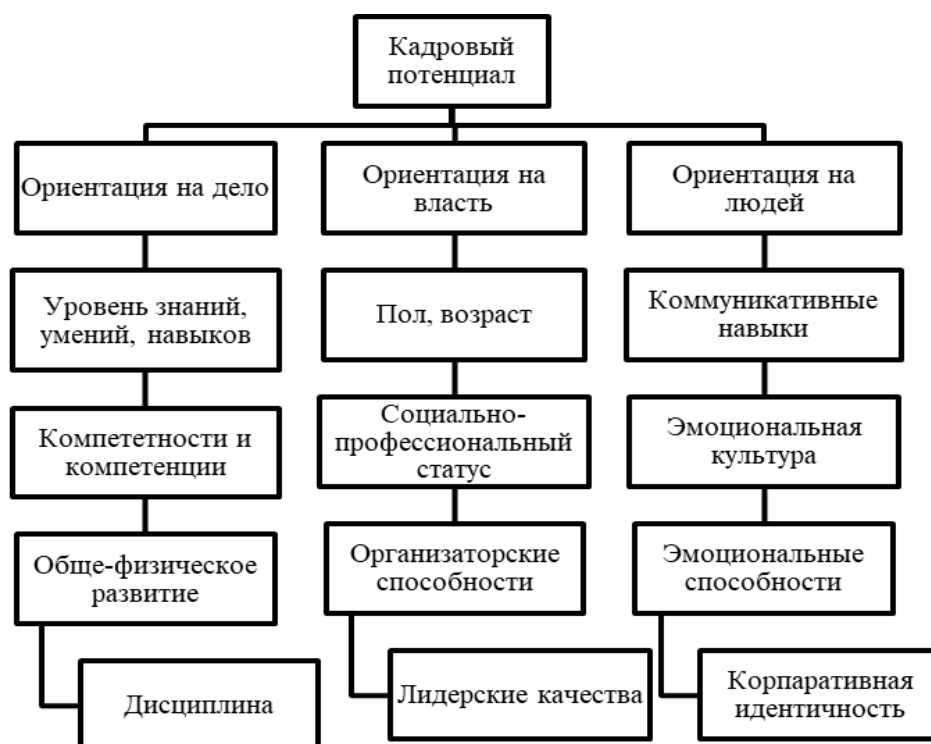 Кадровый
потенциал
Ориентация на дело
Ориентация на
власть
Ориентация на
людей
Уровень знаний,
умений, навыков
Пол, возраст
Коммуникативные
навыки
Компететности и
компетенции
Социально-
профессиональный
статус
Эмоциональная
культура
Обще-физическое
развитие
Организаторские
способности
Эмоциональные
способности
Дисциплина
Лидерские качества
Корпаративная
идентичность